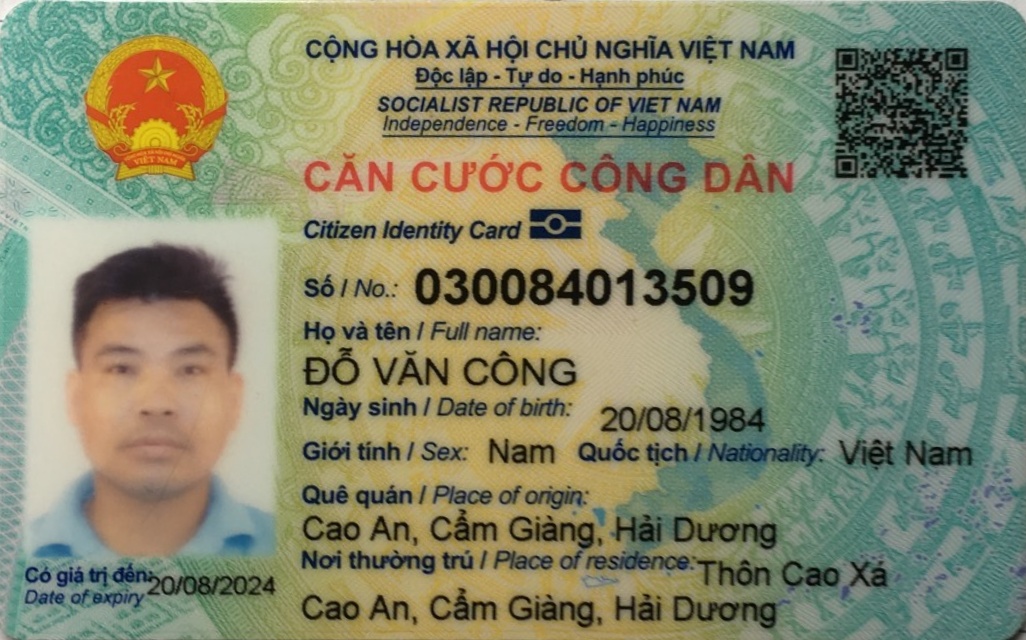 CỘNG HÒA XÃ HỘI CHỦ NGHĨA VIỆT NAM
Độc lập - Tự do - Hạnh phúc
SOCIALIST REPUBLIC OF VIET NAM
Independence - Freedom - Happiness
VIỆT NAM
CĂN CƯỚC CÔNG DÂN
Citizen Identity Card
Số / No.: 030084013509
Họ và tên / Full name:
ĐỖ VĂN CÔNG
Ngày sinh / Date of birth: 20/08/1984
Giới tính / Sex: Nam Quốc tịch / Nationality: Việt Nam
Quê quán / Place of origin:
Cao An, Cẩm Giàng, Hải Dương
Nơi thường trú / Place of residence: Thôn Cao Xá
Cao An, Cẩm Giàng, Hải Dương
Có giá trị đến: 20/08/2024
Date of expiry